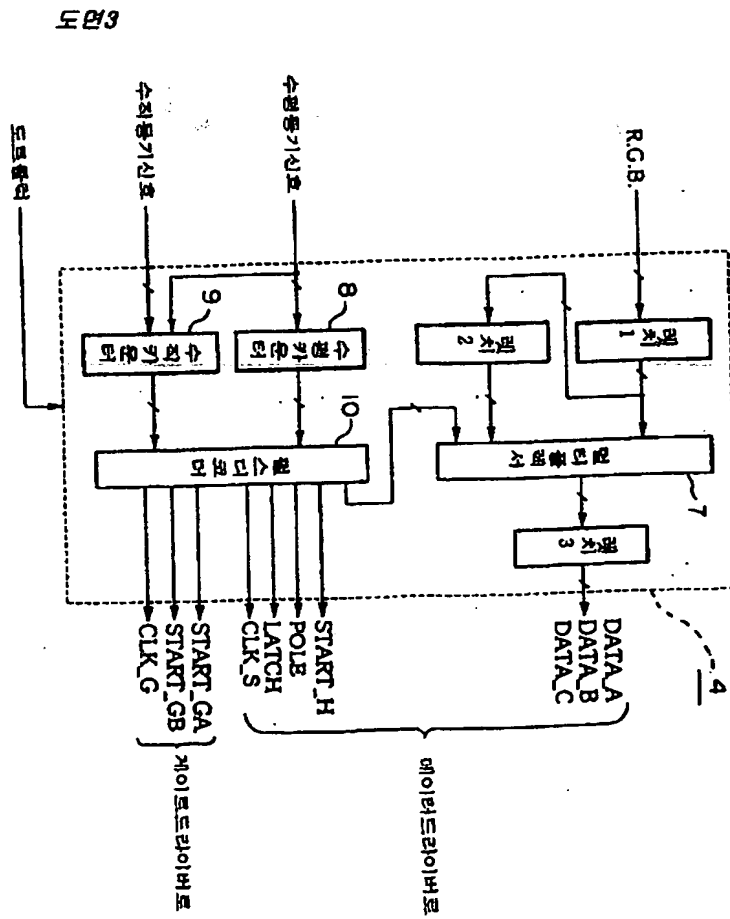 도면3
R.G.B.
수평동기신호
수직동기신호
도트클럭
래치
1
래치
2
8
수평카운터
9
수직카운터
멀티플렉서
7
10
펄스디코더
래치
3
4
DATA_A
DATA_B
DATA_C
START_H
POLE
LATCH
CLK_S
START_GA
START_GB
CLK_G
데이터드라이버로
게이트드라이버로